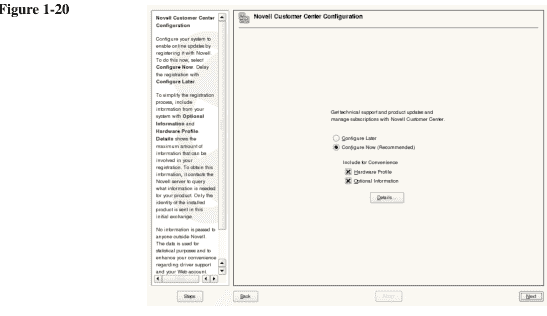 Figure 1-20
Novell Customer Center
Configuration
Configure your system to
enable online updates by
registering it with Novell.
To do this now, select
Configure Now. Delay
the registration with
Configure Later.
To simplify the registration
process, include
information from your
system with Optional
Information and
Hardware Profile.
Details shows the
maximum amount of
information that can be
involved in your
registration. To obtain this
information, it contacts the
Novell server to query
what information is needed
for your product. Only the
identity of the installed
product is sent in this
initial exchange.
No information is passed to
anyone outside Novell.
The data is used for
statistical purposes and to
enhance your convenience
regarding driver support
and your Web account.
Novell Customer Center Configuration
Get technical support and product updates and
manage subscriptions with Novell Customer Center.
Configure Later
Configure Now (Recommended)
Include for Convenience
Hardware Profile
Optional Information
Details...
Steps
Back
Abort
Next